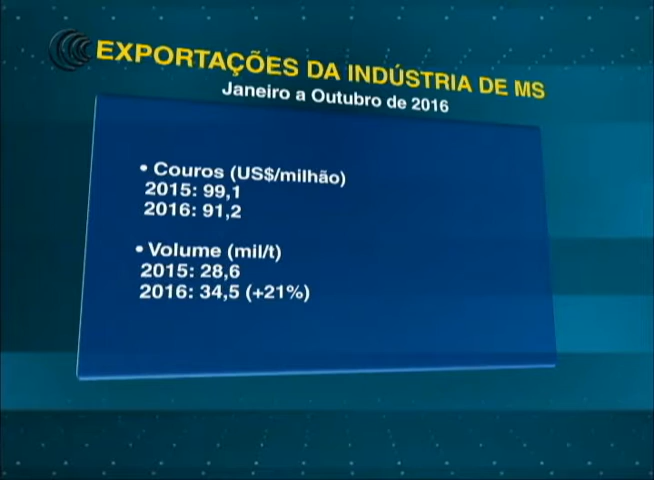 EXPORTAÇÕES DA INDÚSTRIA DE MS
Janeiro a Outubro de 2016
• Couros (US$/milhão)
2015: 99,1
2016: 91,2
• Volume (mil/t)
2015: 28,6
2016: 34,5 (+21%)